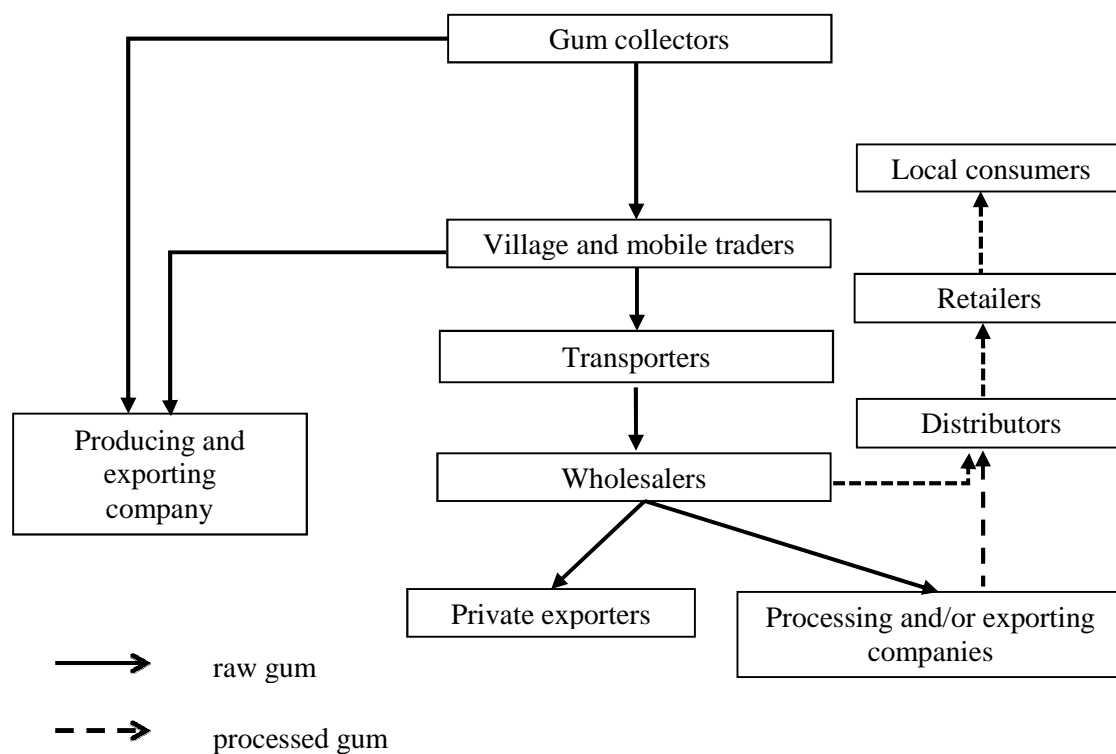 Gum collectors
Local consumers
Village and mobile traders
Retailers
Transporters
Distributors
Producing and
exporting
company
Wholesalers
Private exporters
Processing and/or exporting
companies
raw gum
processed gum